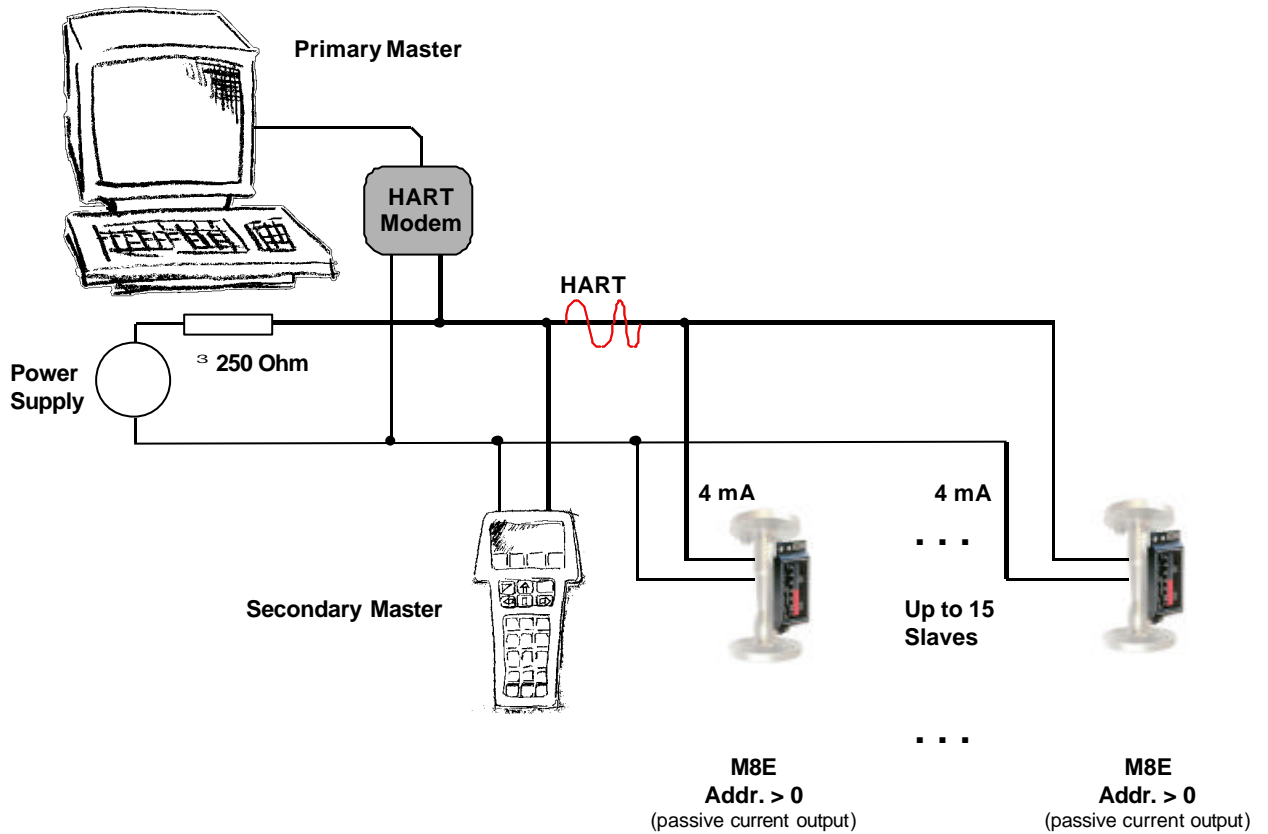 Primary Master
HART
Modem
HART
³ 250 Ohm
Power
Supply
4 mA
4 mA
. . .
Secondary Master
Up to 15
Slaves
. . .
M8E
Addr. > 0
(passive current output)
M8E
Addr. > 0
(passive current output)